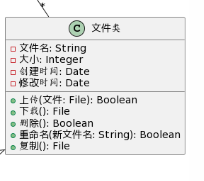 C 文件类
文件名: String
大小: Integer
创建时间: Date
修改时间: Date
上传(文件: File): Boolean
下载(): File
删除(): Boolean
重命名(新文件名: String): Boolean
复制(): File